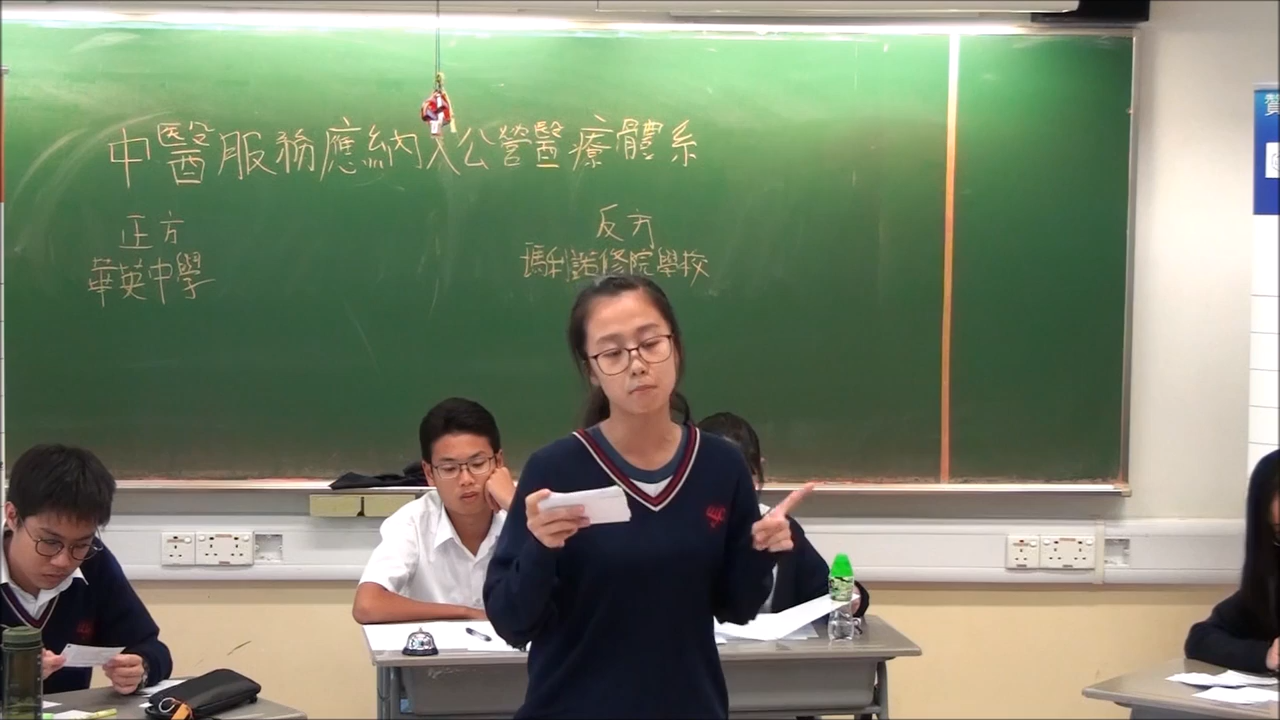 中醫服務應納入公營醫療體系
正方
反方
華英中學
瑪利諾修院學校